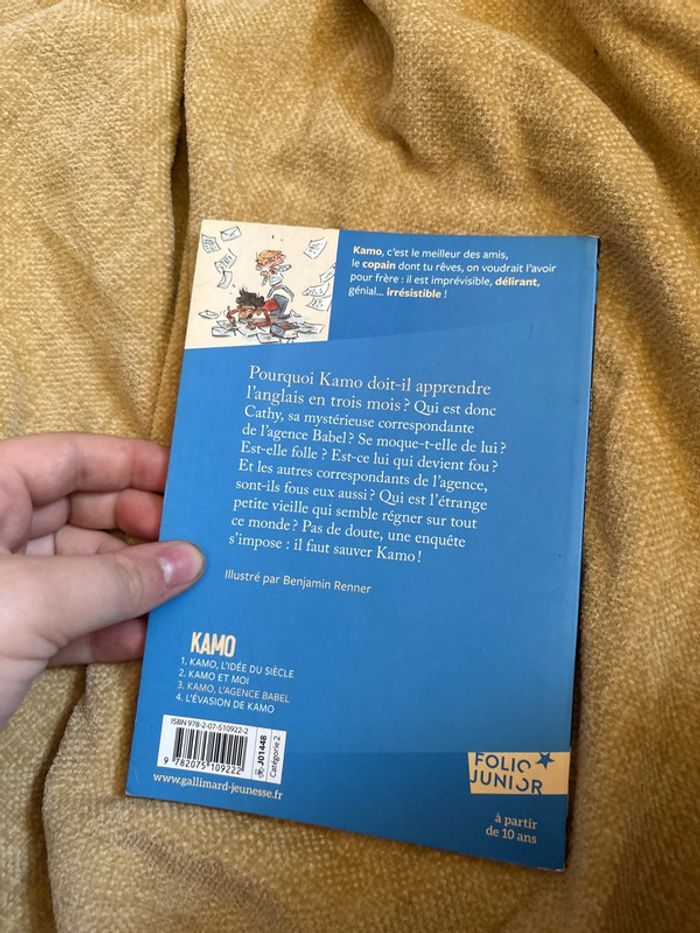 Kamo, c'est le meilleur des amis,
le copain dont tu rêves, on voudrait l'avoir
pour frère : il est imprévisible, délirant,
génial... irrésistible !
Pourquoi Kamo doit-il apprendre
l'anglais en trois mois ? Qui est donc
Cathy, sa mystérieuse correspondante
de l'agence Babel ? Se moque-t-elle de lui ?
Est-elle folle ? Est-ce lui qui devient fou ?
Et les autres correspondants de l'agence,
sont-ils fous eux aussi ? Qui est l'étrange
petite vieille qui semble régner sur tout
ce monde ? Pas de doute, une enquête
s'impose : il faut sauver Kamo !
Illustré par Benjamin Renner
KAMO
1. KAMO, L'IDÉE DU SIÈCLE
2. KAMO ET MOI
3. KAMO, L'AGENCE BABEL
4. L'ÉVASION DE KAMO
ISBN 978-2-07-510922-2
9 782075 109222
J01448
Catégorie 2
www.gallimard-jeunesse.fr
FOLIO
JUNIOR
à partir
de 10 ans